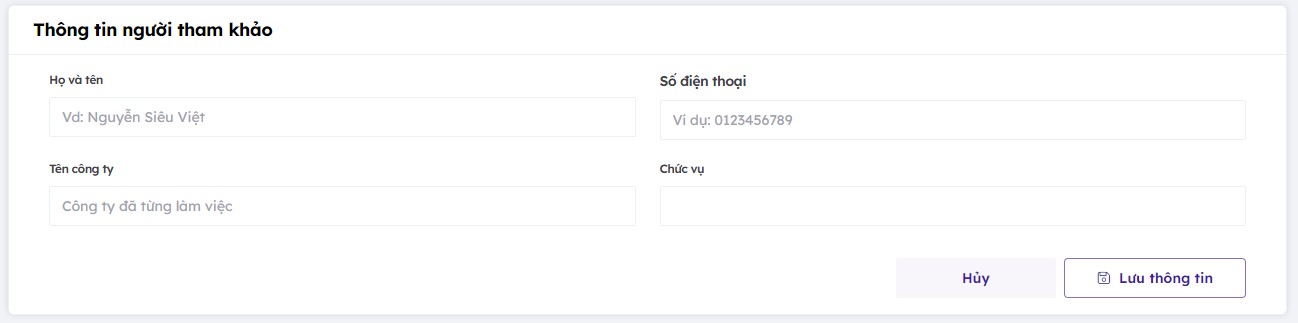 Thông tin người tham khảo
Họ và tên
Số điện thoại
Vd: Nguyễn Siêu Việt
Ví dụ: 0123456789
Tên công ty
Chức vụ
Công ty đã từng làm việc
Hủy
Lưu thông tin